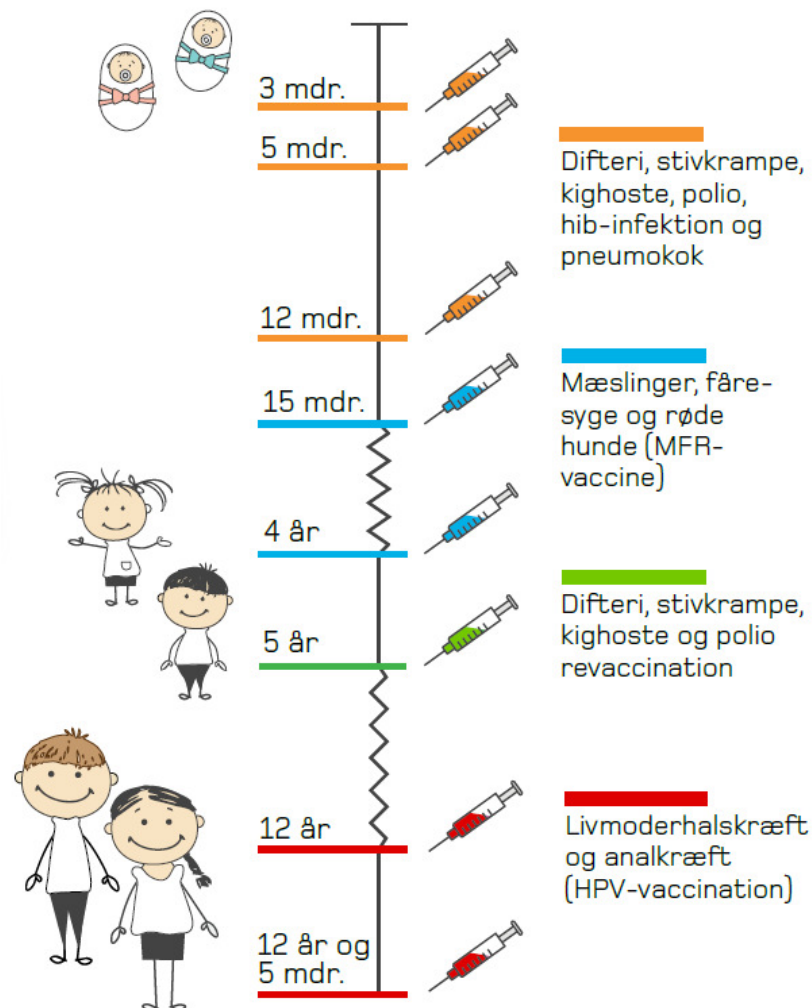 3 mdr.
5 mdr.
Difteri, stivkrampe,
kighoste, polio,
hib-infektion og
pneumokok
12 mdr.
15 mdr.
Mæslinger, fåre-
syge og røde
hunde (MFR-
vaccine)
4 år
5 år
Difteri, stivkrampe,
kighoste og polio
revaccination
12 år
Livmoderhalskræft
og analkræft
(HPV-vaccination)
12 år og
5 mdr.